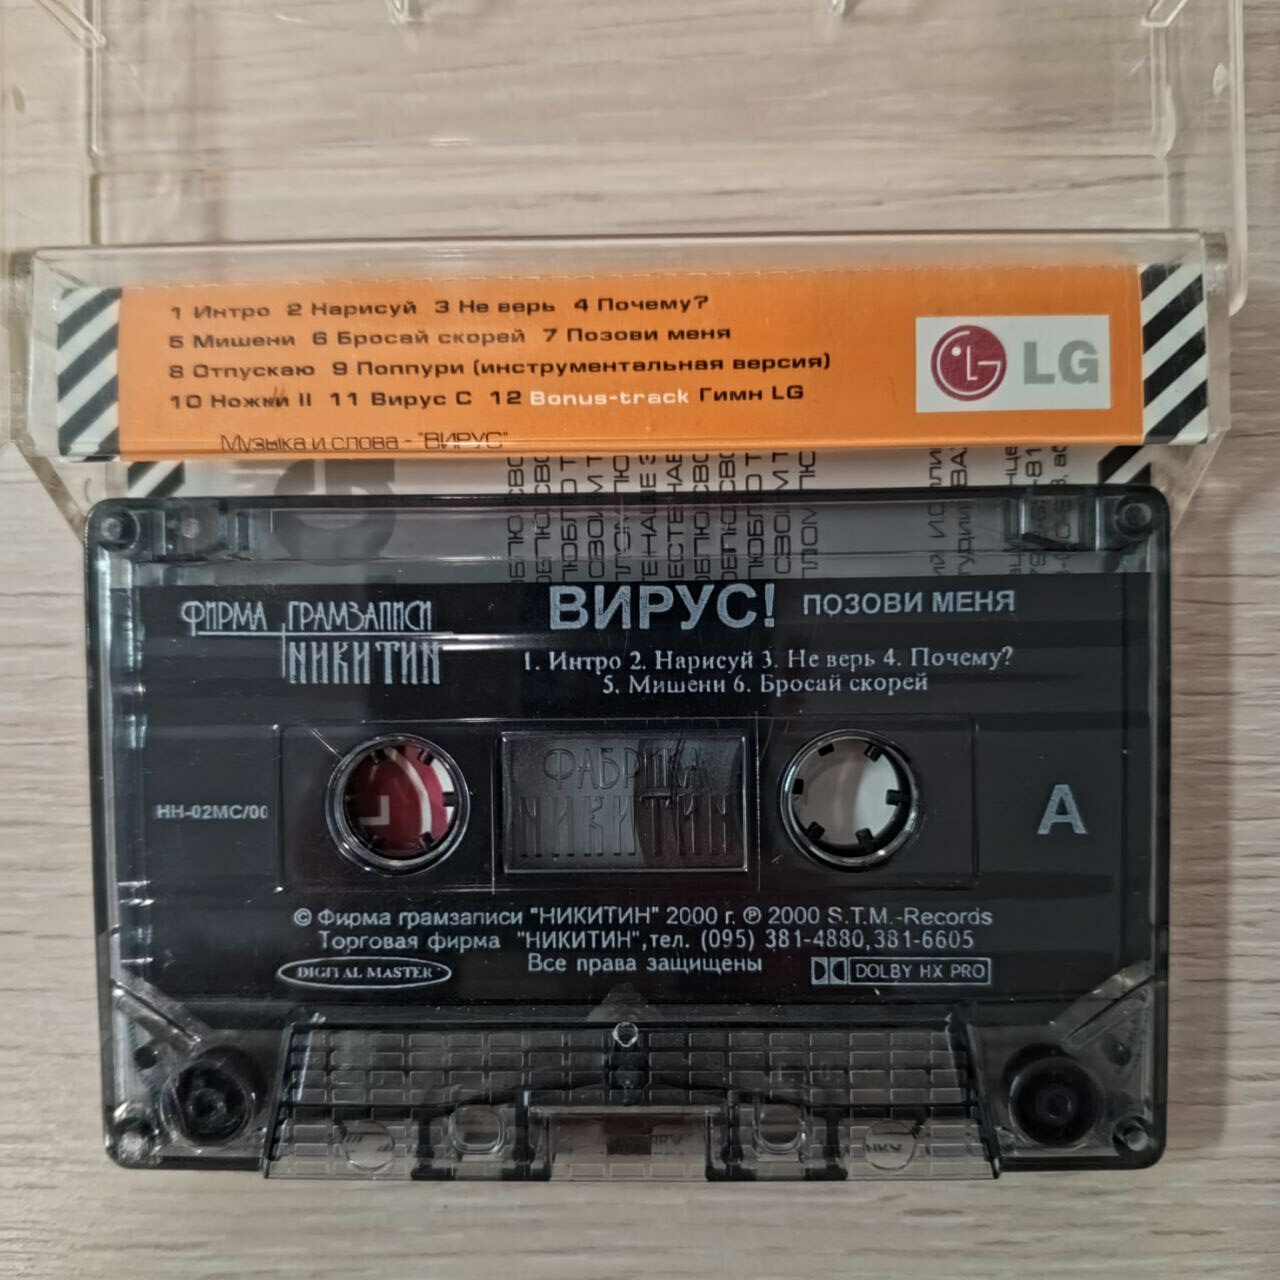 1 Интро 2 Нарисуй 3 Не верь 4 Почему?
5 Мишени 6 Бросай скорей 7 Позови меня
8 Отпускаю 9 Поппури (инструментальная версия)
10 Ножки II 11 Вирус С 12 Bonus-track Гимн LG
Музыка и слова - "ВИРУС"
LG
ФИРМА ГРАМЗАПИСИ
НИКИТИН
ВИРУС! ПОЗОВИ МЕНЯ
1. Интро 2. Нарисуй 3. Не верь 4. Почему?
5. Мишени 6. Бросай скорей
ФАБРИКА
НИКИТИН
НН-02МС/00
A
© Фирма грамзаписи "НИКИТИН" 2000 г. ℗ 2000 S.T.M.-Records
Торговая фирма "НИКИТИН",тел. (095) 381-4880,381-6605
Все права защищены
DIGITAL MASTER
DOLBY HX PRO